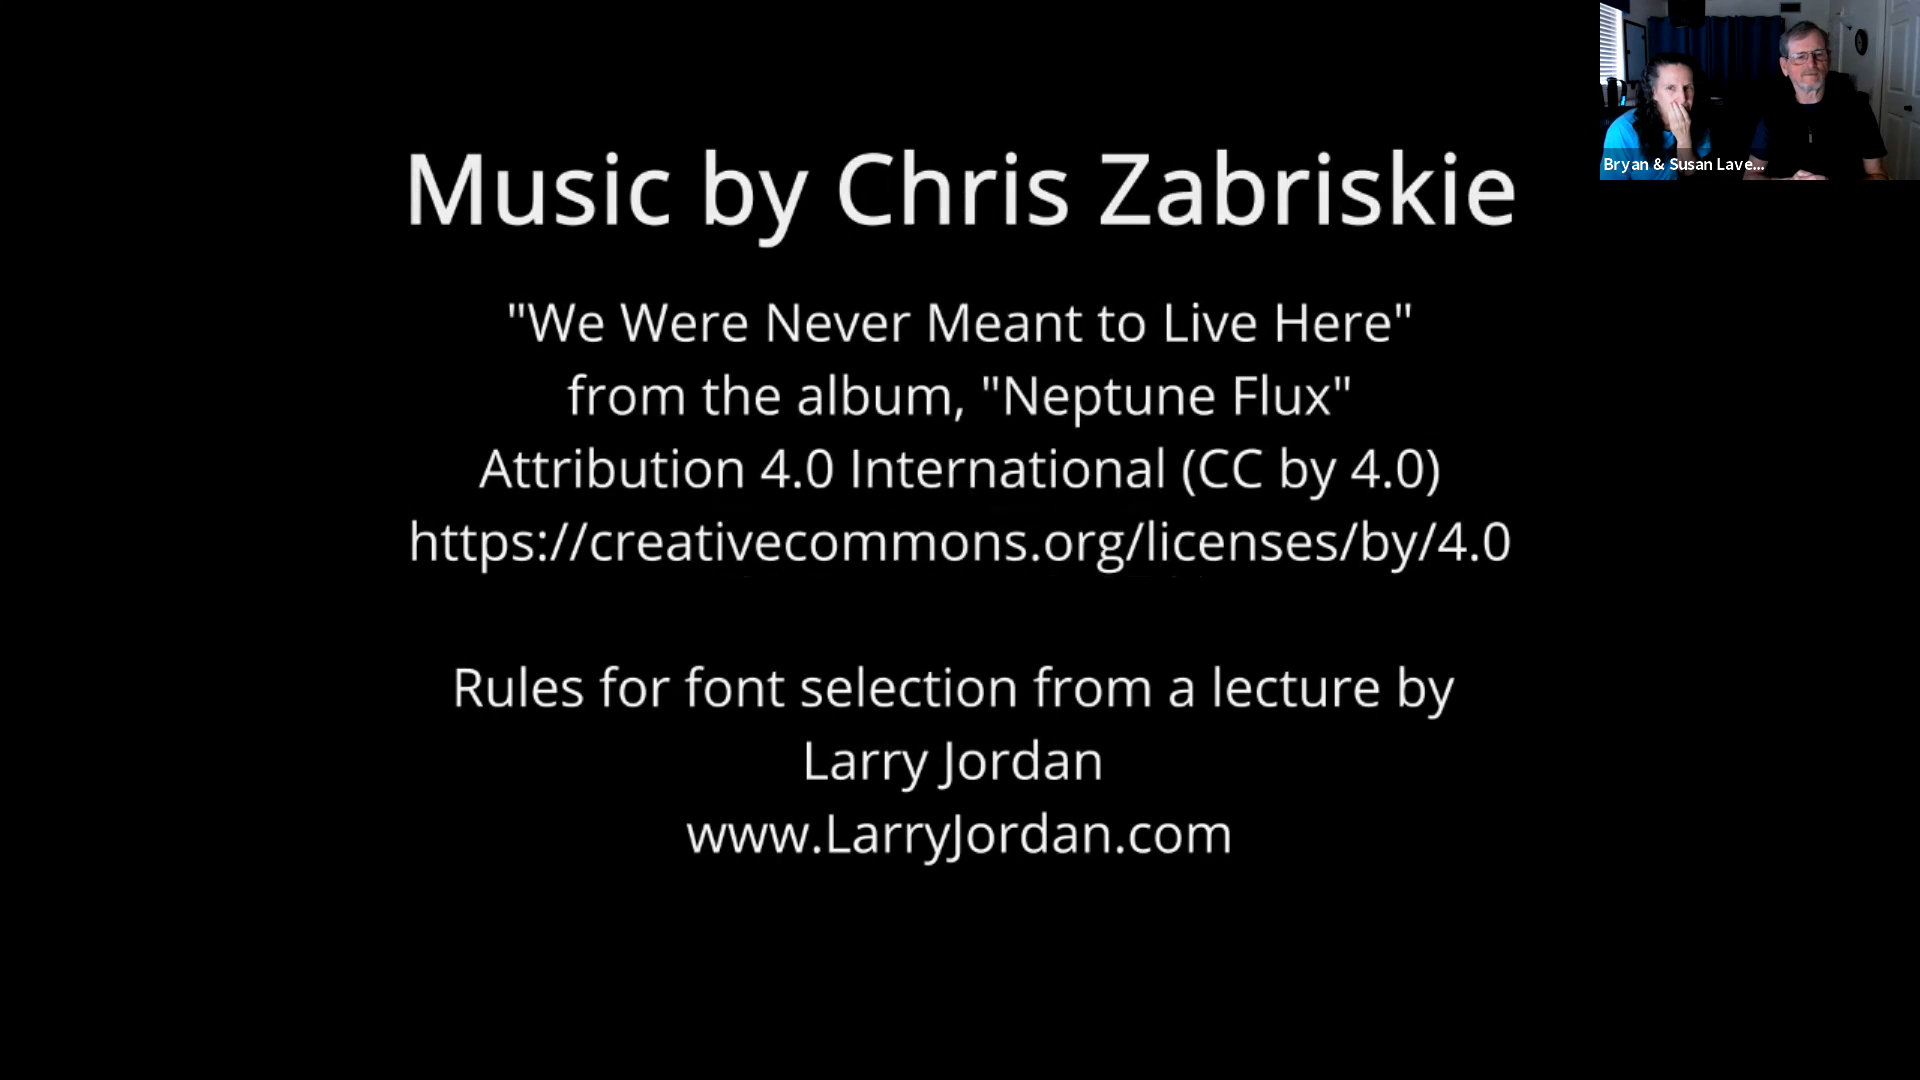 Music by Chris Zabriskie
"We Were Never Meant to Live Here"
from the album, "Neptune Flux"
Attribution 4.0 International (CC by 4.0)
https://creativecommons.org/licenses/by/4.0
Rules for font selection from a lecture by
Larry Jordan
www.LarryJordan.com
Bryan & Susan Lave...